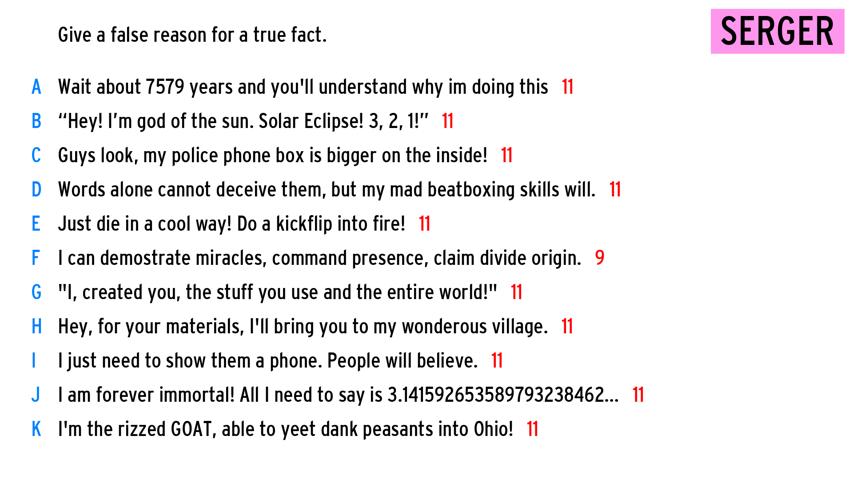 Give a false reason for a true fact.
SERGER
A Wait about 7579 years and you'll understand why im doing this 11
B “Hey! I’m god of the sun. Solar Eclipse! 3, 2, 1!” 11
C Guys look, my police phone box is bigger on the inside! 11
D Words alone cannot deceive them, but my mad beatboxing skills will. 11
E Just die in a cool way! Do a kickflip into fire! 11
F I can demostrate miracles, command presence, claim divide origin. 9
G "I, created you, the stuff you use and the entire world!" 11
H Hey, for your materials, I'll bring you to my wonderous village. 11
I I just need to show them a phone. People will believe. 11
J I am forever immortal! All I need to say is 3.141592653589793238462... 11
K I'm the rizzed GOAT, able to yeet dank peasants into Ohio! 11